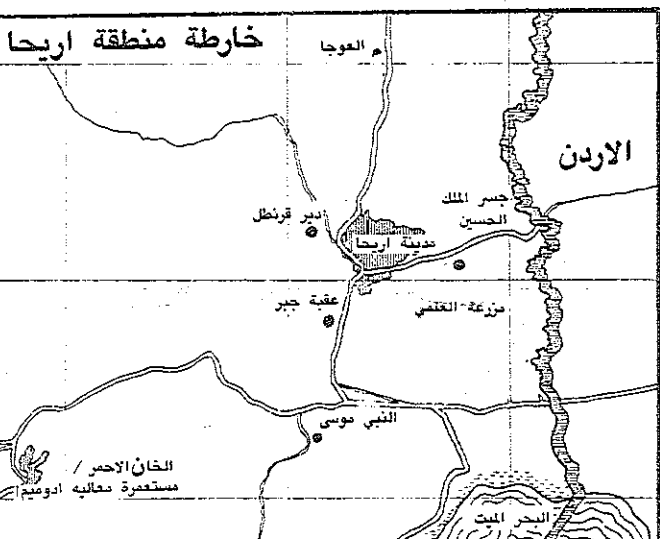 خارطة منطقة اريحا
العوجا
الاردن
جسر الملك
الحسين
دير قرنطل
مدينة اريحا
عقبة جبر
مزرعة العلمي
النبي موسى
الخان الاحمر /
مستعمرة معاليه ادوميم
البحر الميت